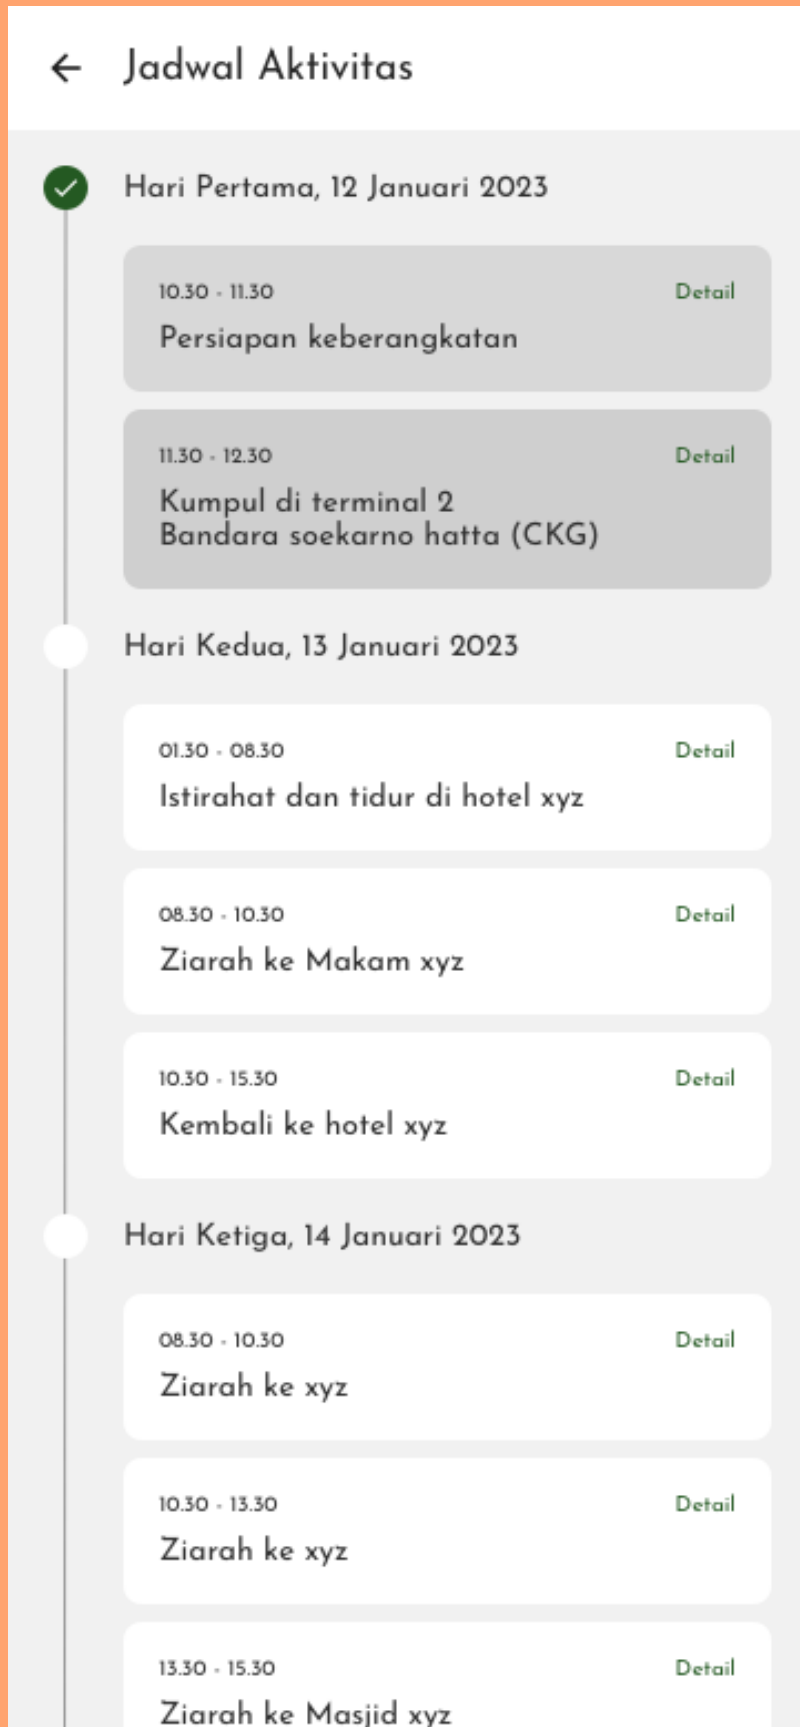 Jadwal Aktivitas
Hari Pertama, 12 Januari 2023
10.30 - 11.30
Detail
Persiapan keberangkatan
11.30 - 12.30
Detail
Kumpul di terminal 2
Bandara soekarno hatta (CKG)
Hari Kedua, 13 Januari 2023
01.30 - 08.30
Detail
Istirahat dan tidur di hotel xyz
08.30 - 10.30
Detail
Ziarah ke Makam xyz
10.30 - 15.30
Detail
Kembali ke hotel xyz
Hari Ketiga, 14 Januari 2023
08.30 - 10.30
Detail
Ziarah ke xyz
10.30 - 13.30
Detail
Ziarah ke xyz
13.30 - 15.30
Detail
Ziarah ke Masjid xyz